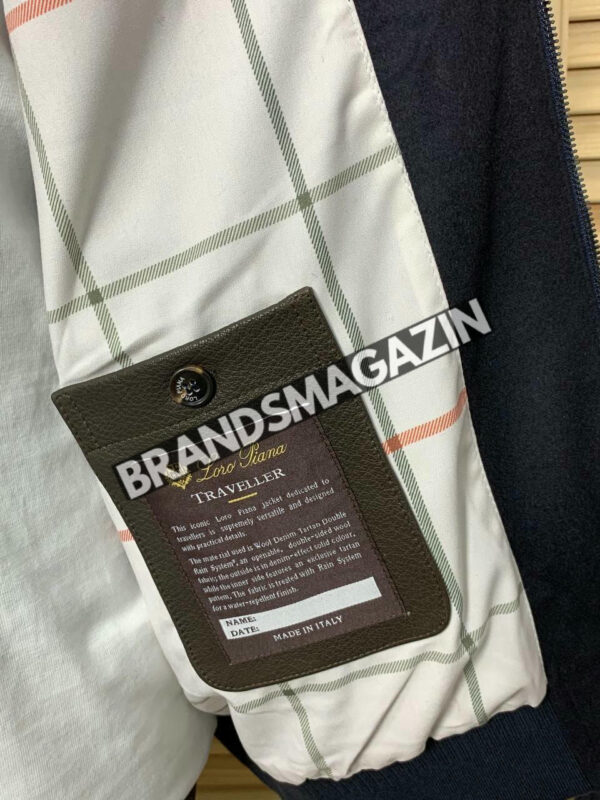 BRANDSMAGAZIN
LORO PIANA
Loro Piana
TRAVELLER
This iconic Loro Piana jacket dedicated to
travellers is supremely versatile and designed
with practical details.
The material used is Wool Denim Tartan Double
Rain System®, an openable, double-sided wool
fabric; the outside is in denim-effect solid colour,
while the inner side features an exclusive tartan
pattern. The fabric is treated with Rain System
for a water-repellent finish.
NAME:
DATE:
MADE IN ITALY